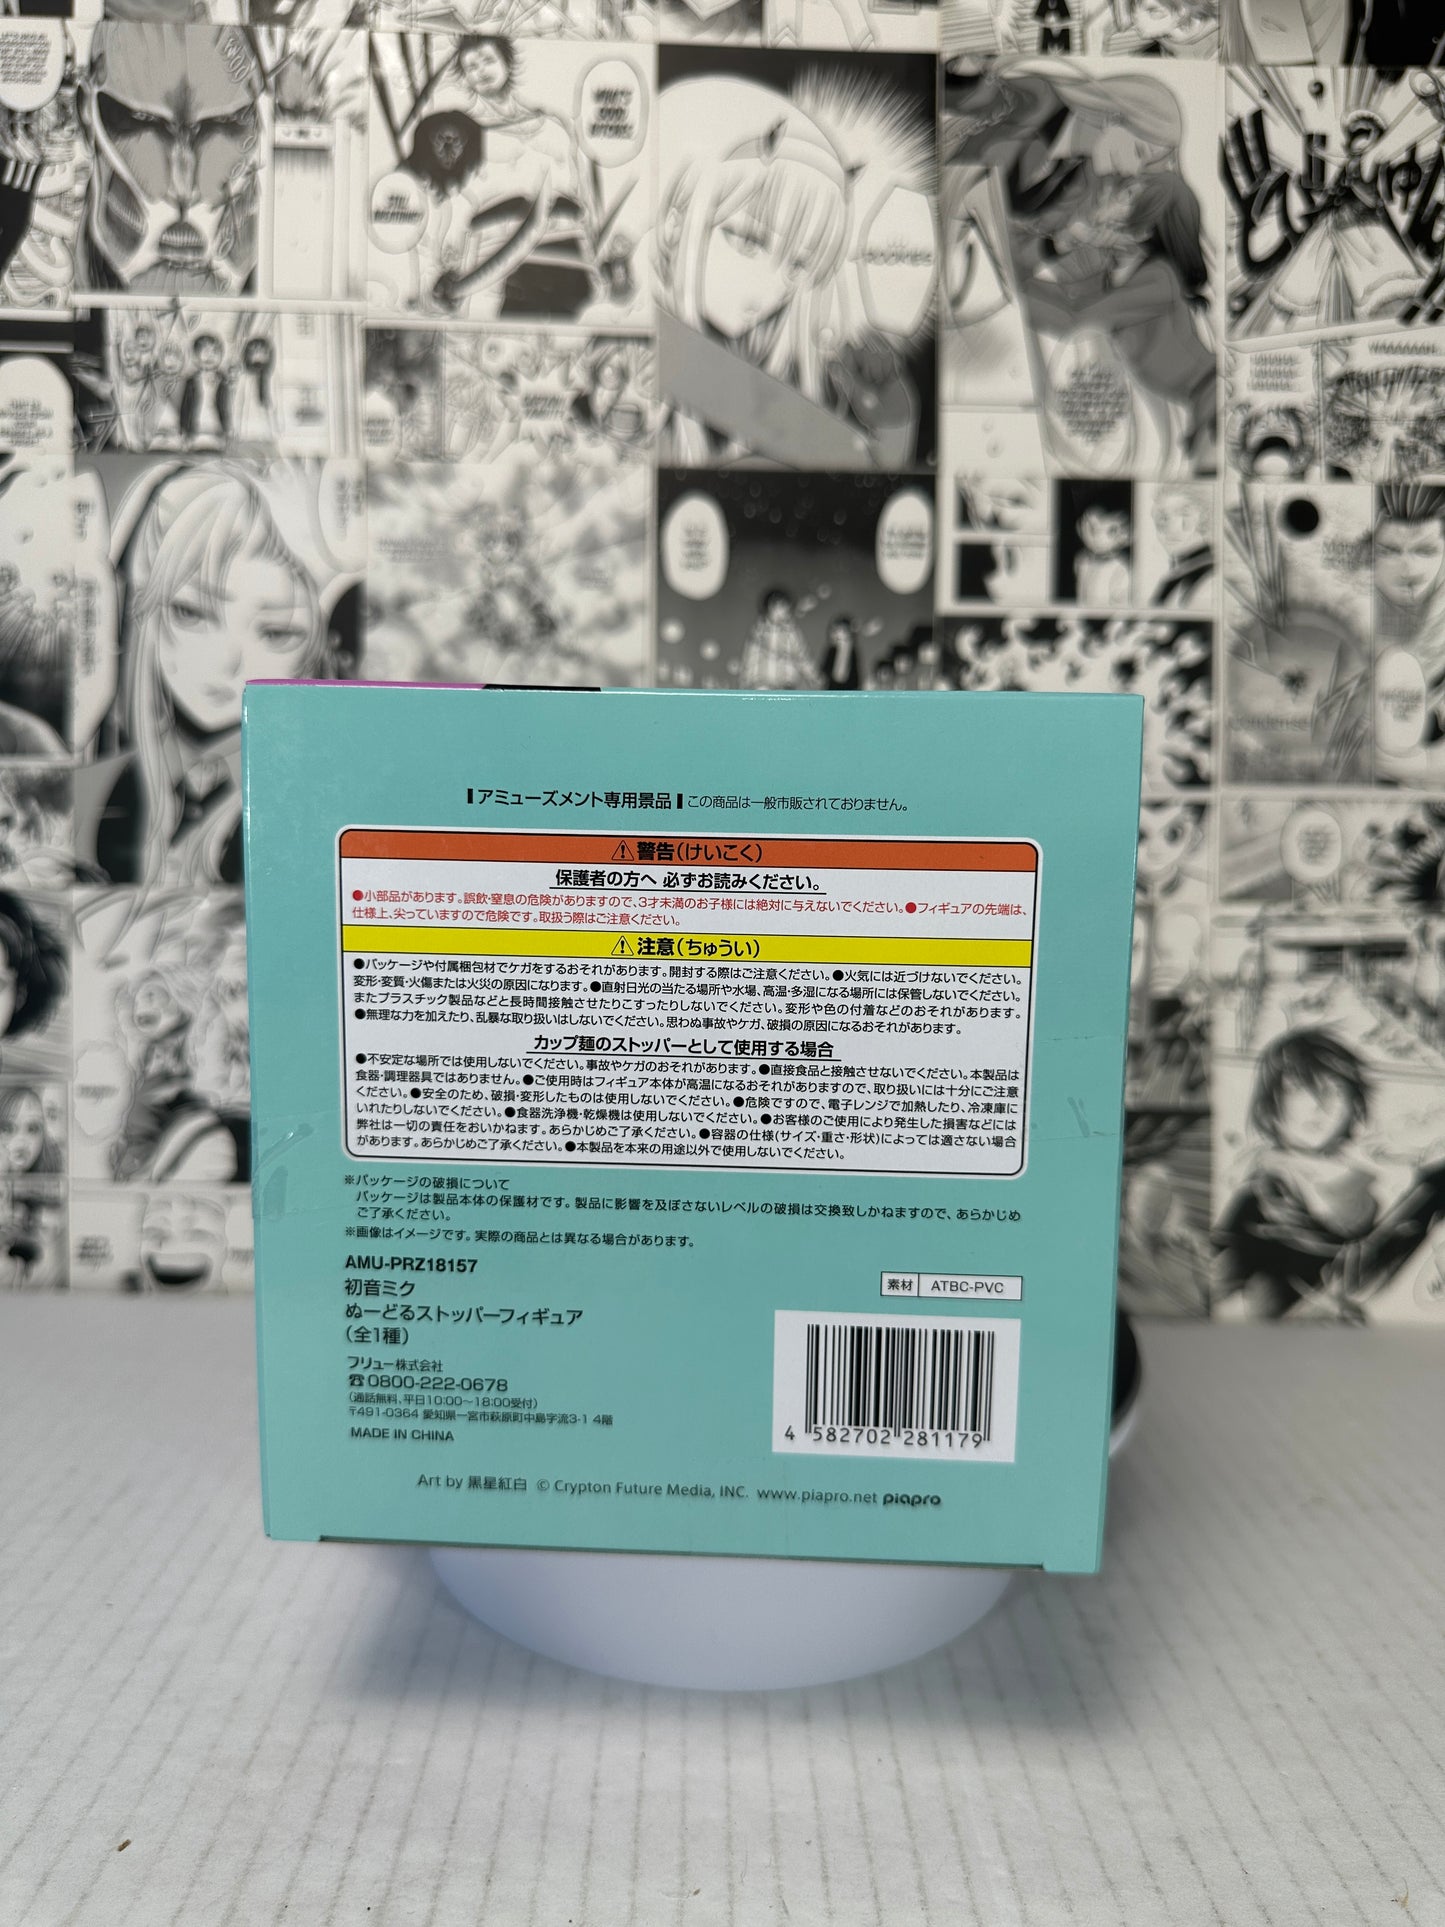 アミューズメント専用景品 この商品は一般市販されておりません。
⚠警告(けいこく)
保護者の方へ 必ずお読みください。
●小部品があります。誤飲・窒息の危険がありますので、3才未満のお子様には絶対に与えないでください。●フィギュアの先端は、
仕様上、尖っていますので危険です。取扱う際はご注意ください。
⚠注意(ちゅうい)
●パッケージや付属梱包材でケガをするおそれがあります。開封する際はご注意ください。●火気には近づけないでください。
変形・変質・火傷または火災の原因になります。●直射日光の当たる場所や水場、高温・多湿になる場所には保管しないでください。
またプラスチック製品などと長時間接触させたりこすったりしないでください。変形や色の付着などのおそれがあります。
●無理な力を加えたり、乱暴な取り扱いはしないでください。思わぬ事故やケガ、破損の原因になるおそれがあります。
カップ麺のストッパーとして使用する場合
●不安定な場所では使用しないでください。事故やケガのおそれがあります。●直接食品と接触させないでください。本製品は
食器・調理器具ではありません。●ご使用時はフィギュア本体が高温になるおそれがありますので、取り扱いには十分にご注意
ください。●安全のため、破損・変形したものは使用しないでください。●危険ですので、電子レンジで加熱したり、冷凍庫に
いれたりしないでください。●食器洗浄機・乾燥機は使用しないでください。●お客様のご使用により発生した損害などには
弊社は一切の責任をおいかねます。あらかじめご了承ください。●容器の仕様(サイズ・重さ・形状)によっては適さない場合
があります。あらかじめご了承ください。●本製品を本来の用途以外で使用しないでください。
※パッケージの破損について
パッケージは製品本体の保護材です。製品に影響を及ぼさないレベルの破損は交換致しかねますので、あらかじめ
ご了承ください。
※画像はイメージです。実際の商品とは異なる場合があります。
AMU-PRZ18157
初音ミク
ぬーどるストッパーフィギュア
(全1種)
素材 ATBC-PVC
フリュー株式会社
☎0800-222-0678
(通話無料、平日10:00～18:00受付)
〒491-0364 愛知県一宮市萩原町中島字流3-1 4階
MADE IN CHINA
4 582702 281179
Art by 黒星紅白 © Crypton Future Media, INC. www.piapro.net piapro